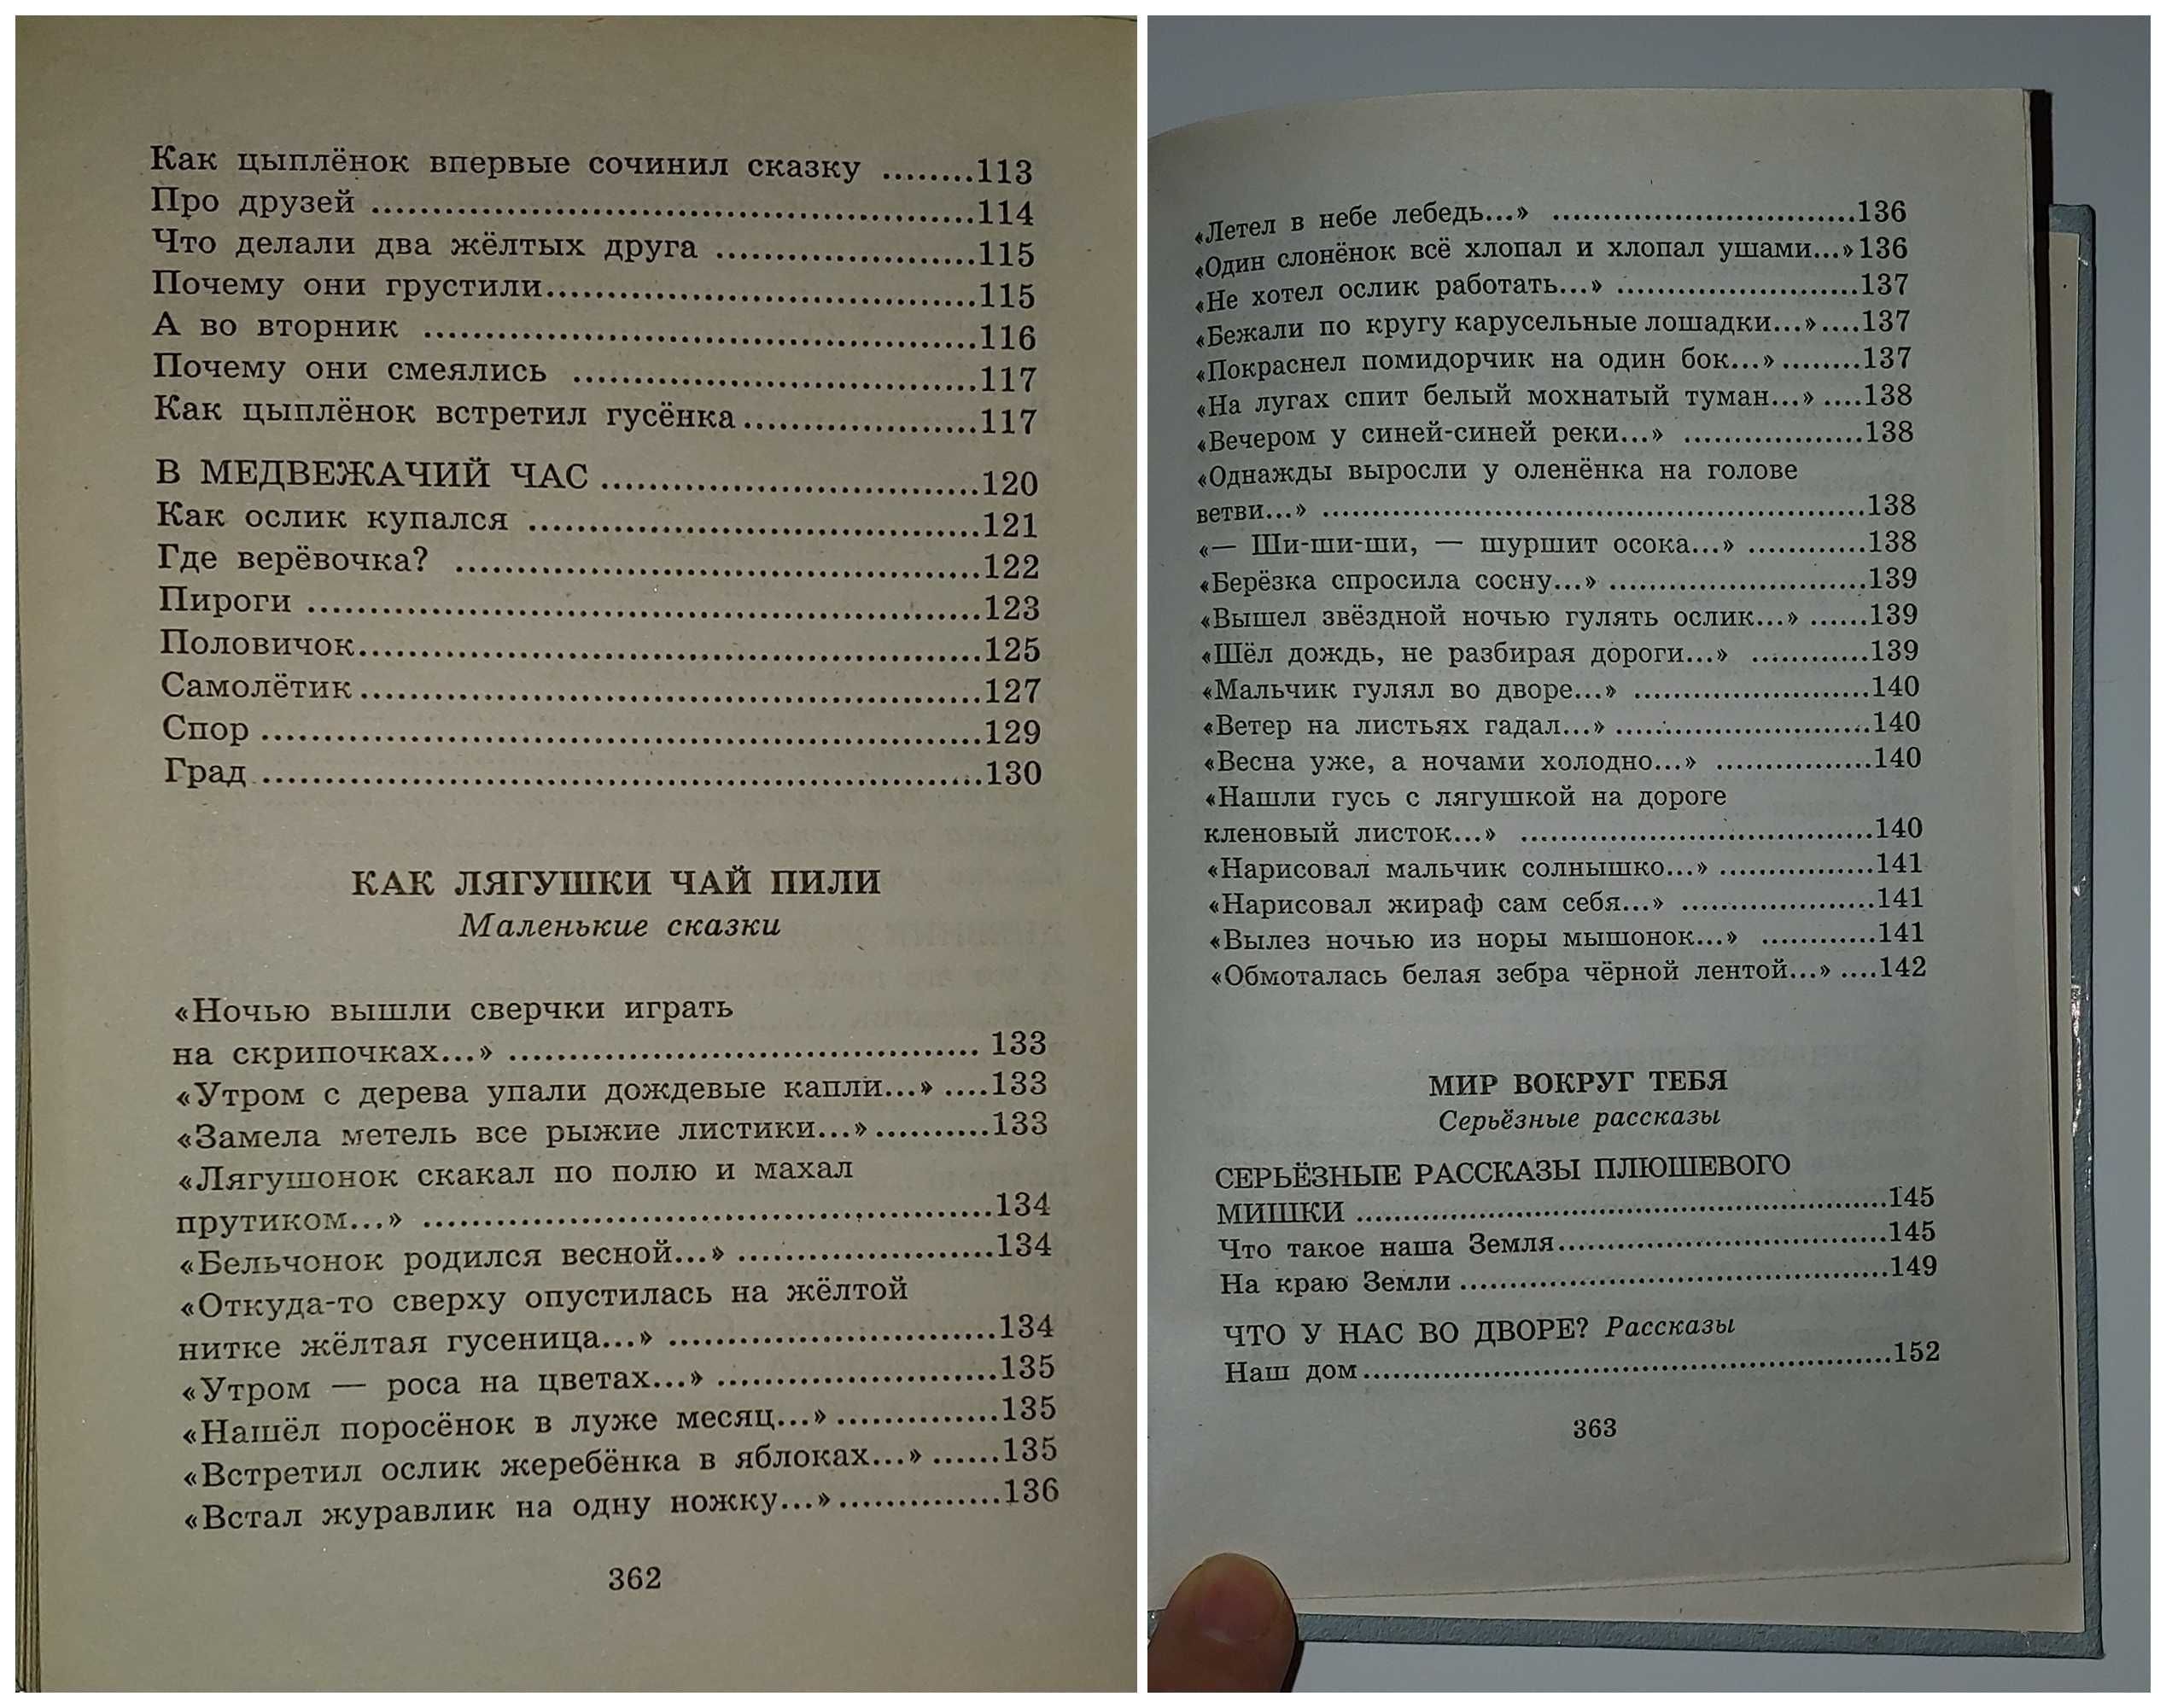 Как цыплёнок впервые сочинил сказку ........113
Про друзей ........114
Что делали два жёлтых друга ........115
Почему они грустили........115
А во вторник ........116
Почему они смеялись ........117
Как цыплёнок встретил гусёнка........117
В МЕДВЕЖАЧИЙ ЧАС ........120
Как ослик купался ........121
Где верёвочка? ........122
Пироги ........123
Половичок........125
Самолётик........127
Спор ........129
Град ........130
КАК ЛЯГУШКИ ЧАЙ ПИЛИ
Маленькие сказки
«Ночью вышли сверчки играть
на скрипочках...» ........ 133
«Утром с дерева упали дождевые капли...» ....133
«Замела метель все рыжие листики...»..........133
«Лягушонок скакал по полю и махал
прутиком...» ........134
«Бельчонок родился весной...» ........134
«Откуда-то сверху опустилась на жёлтой
нитке жёлтая гусеница...» ........134
«Утром — роса на цветах...» ........135
«Нашёл поросёнок в луже месяц...» ........135
«Встретил ослик жеребёнка в яблоках...» ......135
«Встал журавлик на одну ножку...»........136
362
«Летел в небе лебедь...» ........136
«Один слонёнок всё хлопал и хлопал ушами...»136
«Не хотел ослик работать...» ........137
«Бежали по кругу карусельные лошадки...»....137
«Покраснел помидорчик на один бок...»........137
«На лугах спит белый мохнатый туман...» ....138
«Вечером у синей-синей реки...» ........138
«Однажды выросли у оленёнка на голове
ветви...» ........138
«— Ши-ши-ши, — шуршит осока...» ........138
«Берёзка спросила сосну...» ........139
«Вышел звёздной ночью гулять ослик...» ......139
«Шёл дождь, не разбирая дороги...» ........139
«Мальчик гулял во дворе...» ........140
«Ветер на листьях гадал...» ........140
«Весна уже, а ночами холодно...» ........140
«Нашли гусь с лягушкой на дороге
кленовый листок...» ........140
«Нарисовал мальчик солнышко...» ........141
«Нарисовал жираф сам себя...» ........141
«Вылез ночью из норы мышонок...» ........141
«Обмоталась белая зебра чёрной лентой...» ....142
МИР ВОКРУГ ТЕБЯ
Серьёзные рассказы
СЕРЬЁЗНЫЕ РАССКАЗЫ ПЛЮШЕВОГО
МИШКИ ........145
Что такое наша Земля........145
На краю Земли ........149
ЧТО У НАС ВО ДВОРЕ? Рассказы
Наш дом........152
363